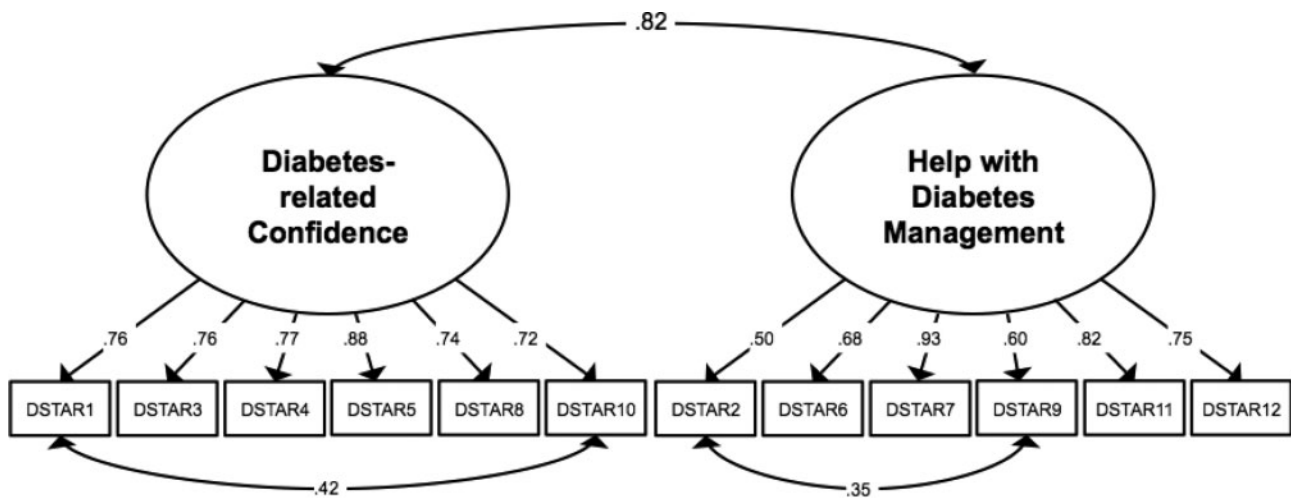 .82
Diabetes-
related
Confidence
Help with
Diabetes
Management
.76 .76 .77 .88 .74 .72 .50 .68 .93 .60 .82 .75
DSTAR1 DSTAR3 DSTAR4 DSTAR5 DSTAR8 DSTAR10 DSTAR2 DSTAR6 DSTAR7 DSTAR9 DSTAR11 DSTAR12
.42 .35